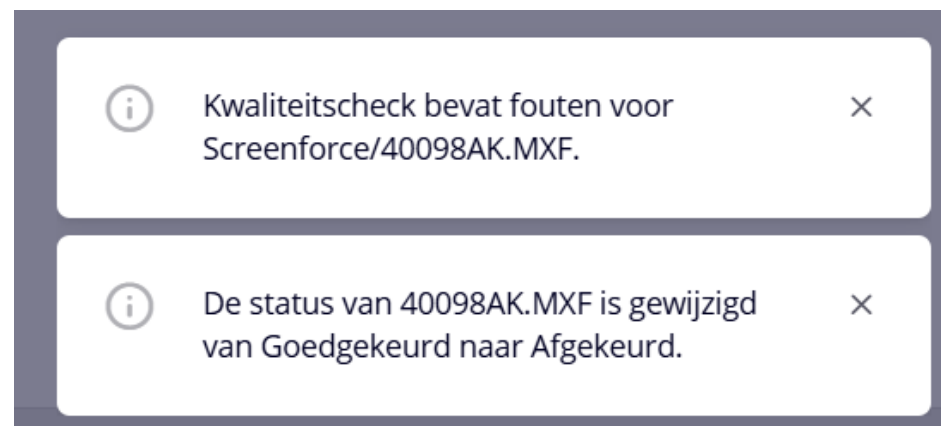 Kwaliteitscheck bevat fouten voor
Screenforce/40098AK.MXF.
De status van 40098AK.MXF is gewijzigd
van Goedgekeurd naar Afgekeurd.